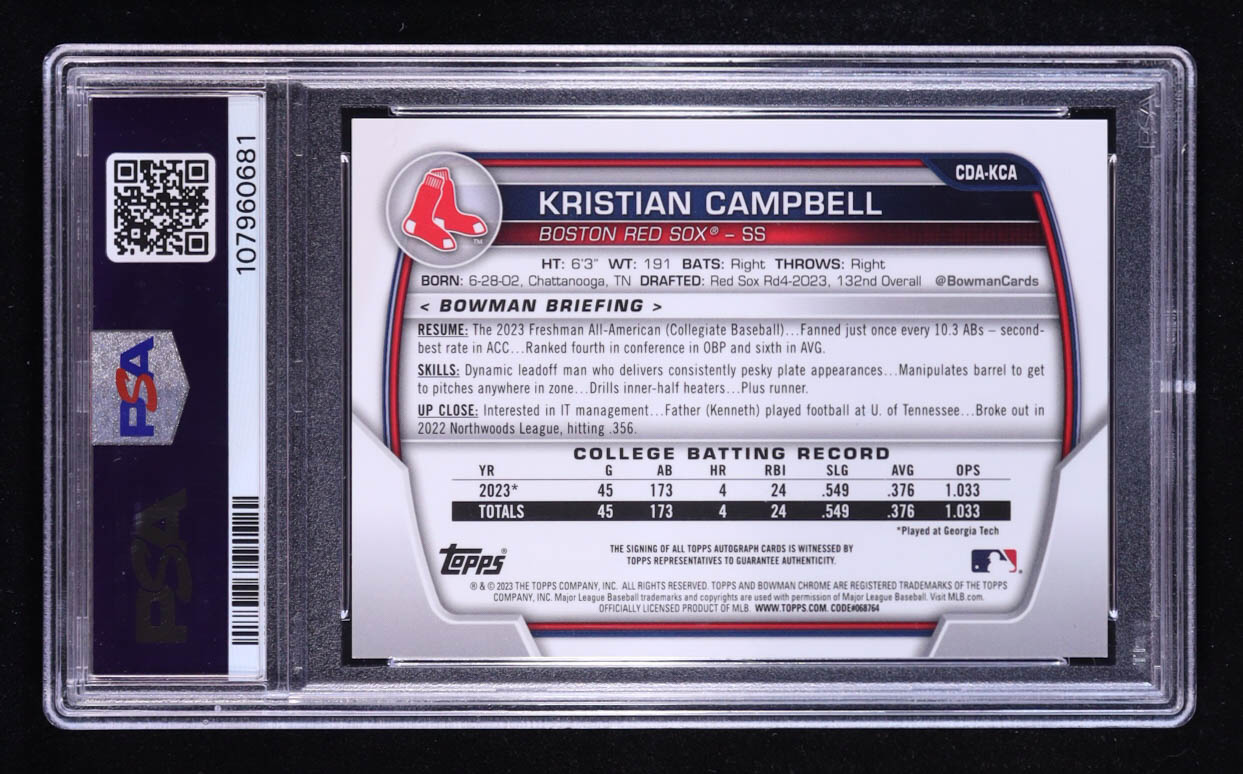 107960681
PSA
PSA
CDA-KCA
KRISTIAN CAMPBELL
BOSTON RED SOX® – SS
™
HT: 6'3" WT: 191 BATS: Right THROWS: Right
BORN: 6-28-02, Chattanooga, TN DRAFTED: Red Sox Rd4-2023, 132nd Overall @BowmanCards
< BOWMAN BRIEFING >
RESUME: The 2023 Freshman All-American (Collegiate Baseball)...Fanned just once every 10.3 ABs – second-
best rate in ACC...Ranked fourth in conference in OBP and sixth in AVG.
SKILLS: Dynamic leadoff man who delivers consistently pesky plate appearances...Manipulates barrel to get
to pitches anywhere in zone...Drills inner-half heaters...Plus runner.
UP CLOSE: Interested in IT management...Father (Kenneth) played football at U. of Tennessee...Broke out in
2022 Northwoods League, hitting .356.
COLLEGE BATTING RECORD
YR G AB HR RBI SLG AVG OPS
2023* 45 173 4 24 .549 .376 1.033
TOTALS 45 173 4 24 .549 .376 1.033
*Played at Georgia Tech
Topps®
THE SIGNING OF ALL TOPPS AUTOGRAPH CARDS IS WITNESSED BY
TOPPS REPRESENTATIVES TO GUARANTEE AUTHENTICITY.
® & © 2023 THE TOPPS COMPANY, INC. ALL RIGHTS RESERVED. TOPPS AND BOWMAN CHROME ARE REGISTERED TRADEMARKS OF THE TOPPS
COMPANY, INC. Major League Baseball trademarks and copyrights are used with permission of Major League Baseball. Visit MLB.com.
OFFICIALLY LICENSED PRODUCT OF MLB. WWW.TOPPS.COM. CODE#068764
PSA